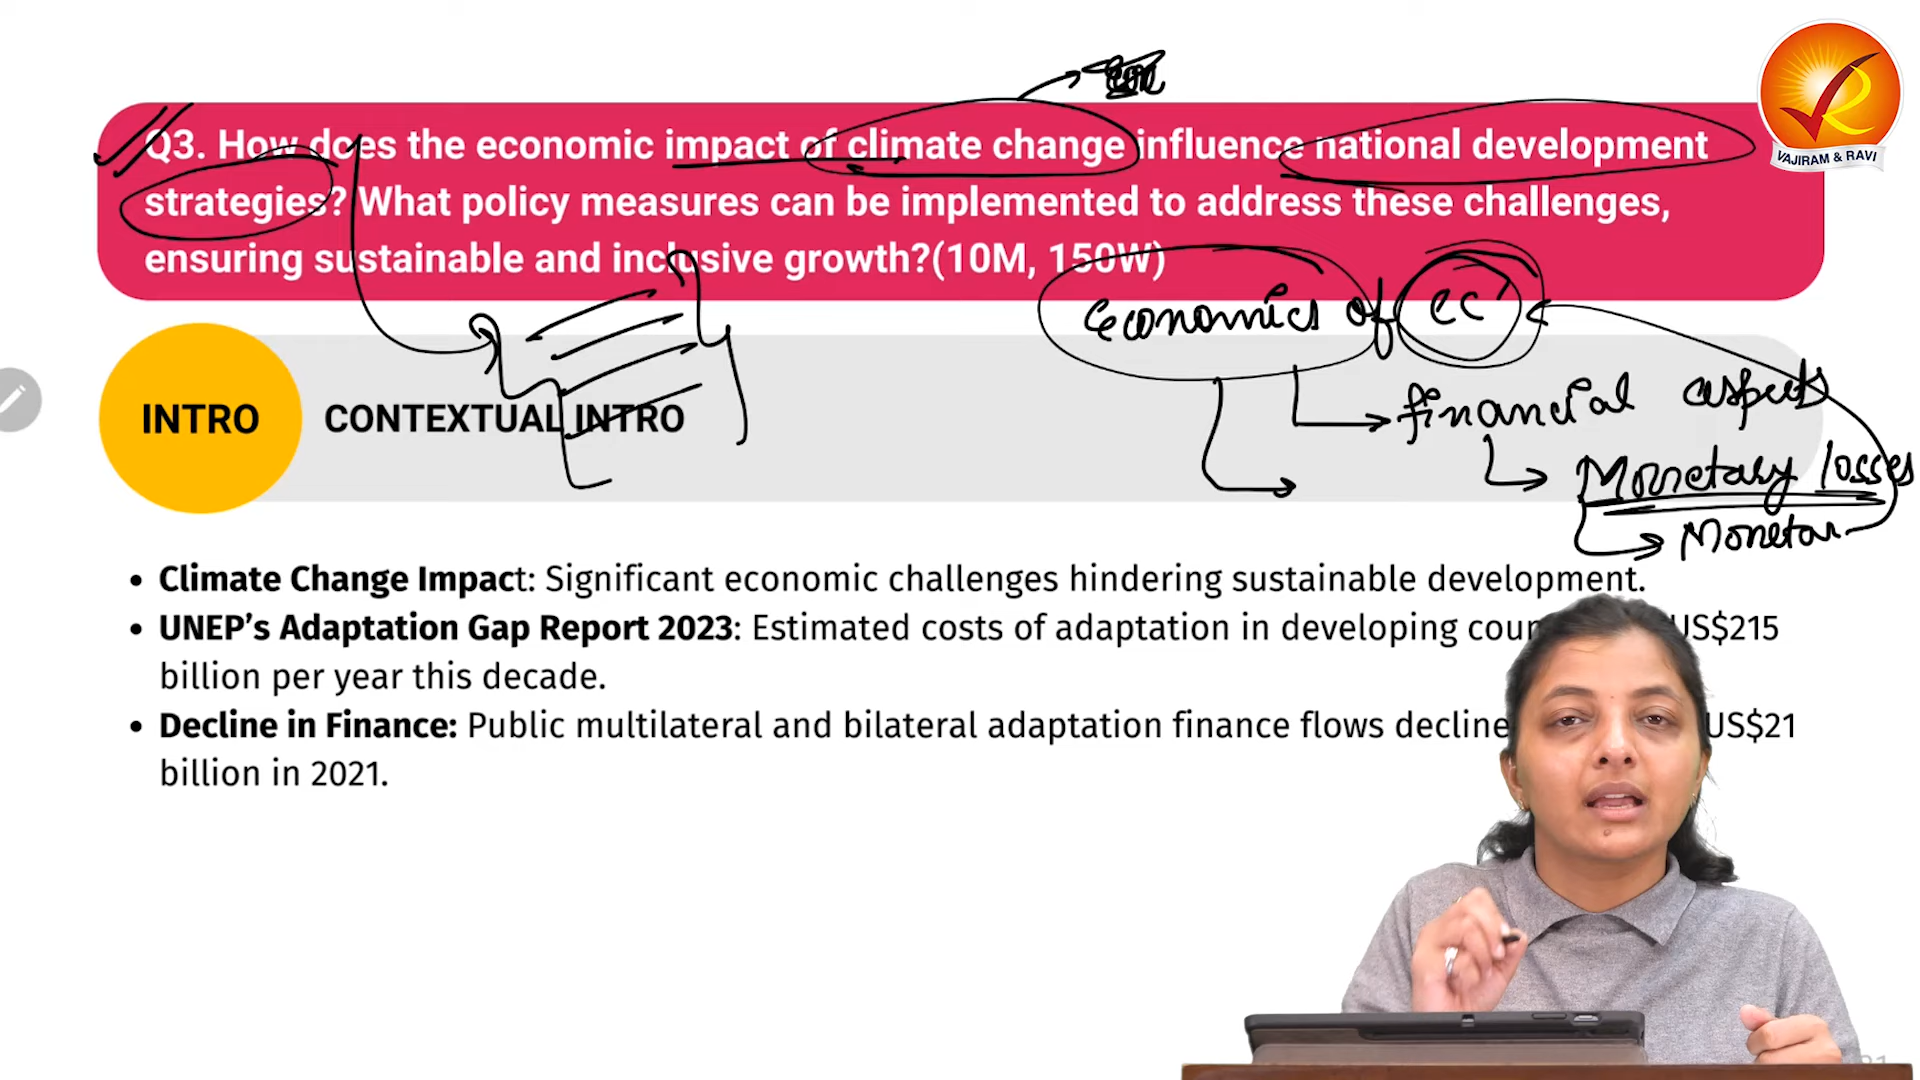 VAJIRAM & RAVI
Q3. How does the economic impact of climate change influence national development
strategies? What policy measures can be implemented to address these challenges,
ensuring sustainable and inclusive growth?(10M, 150W)
Economics of CC
financial aspects
Monetary losses
Monetar
INTRO
CONTEXTUAL INTRO
• Climate Change Impact: Significant economic challenges hindering sustainable development.
• UNEP's Adaptation Gap Report 2023: Estimated costs of adaptation in developing US$215
billion per year this decade.
• Decline in Finance: Public multilateral and bilateral adaptation finance flows US$21
billion in 2021.